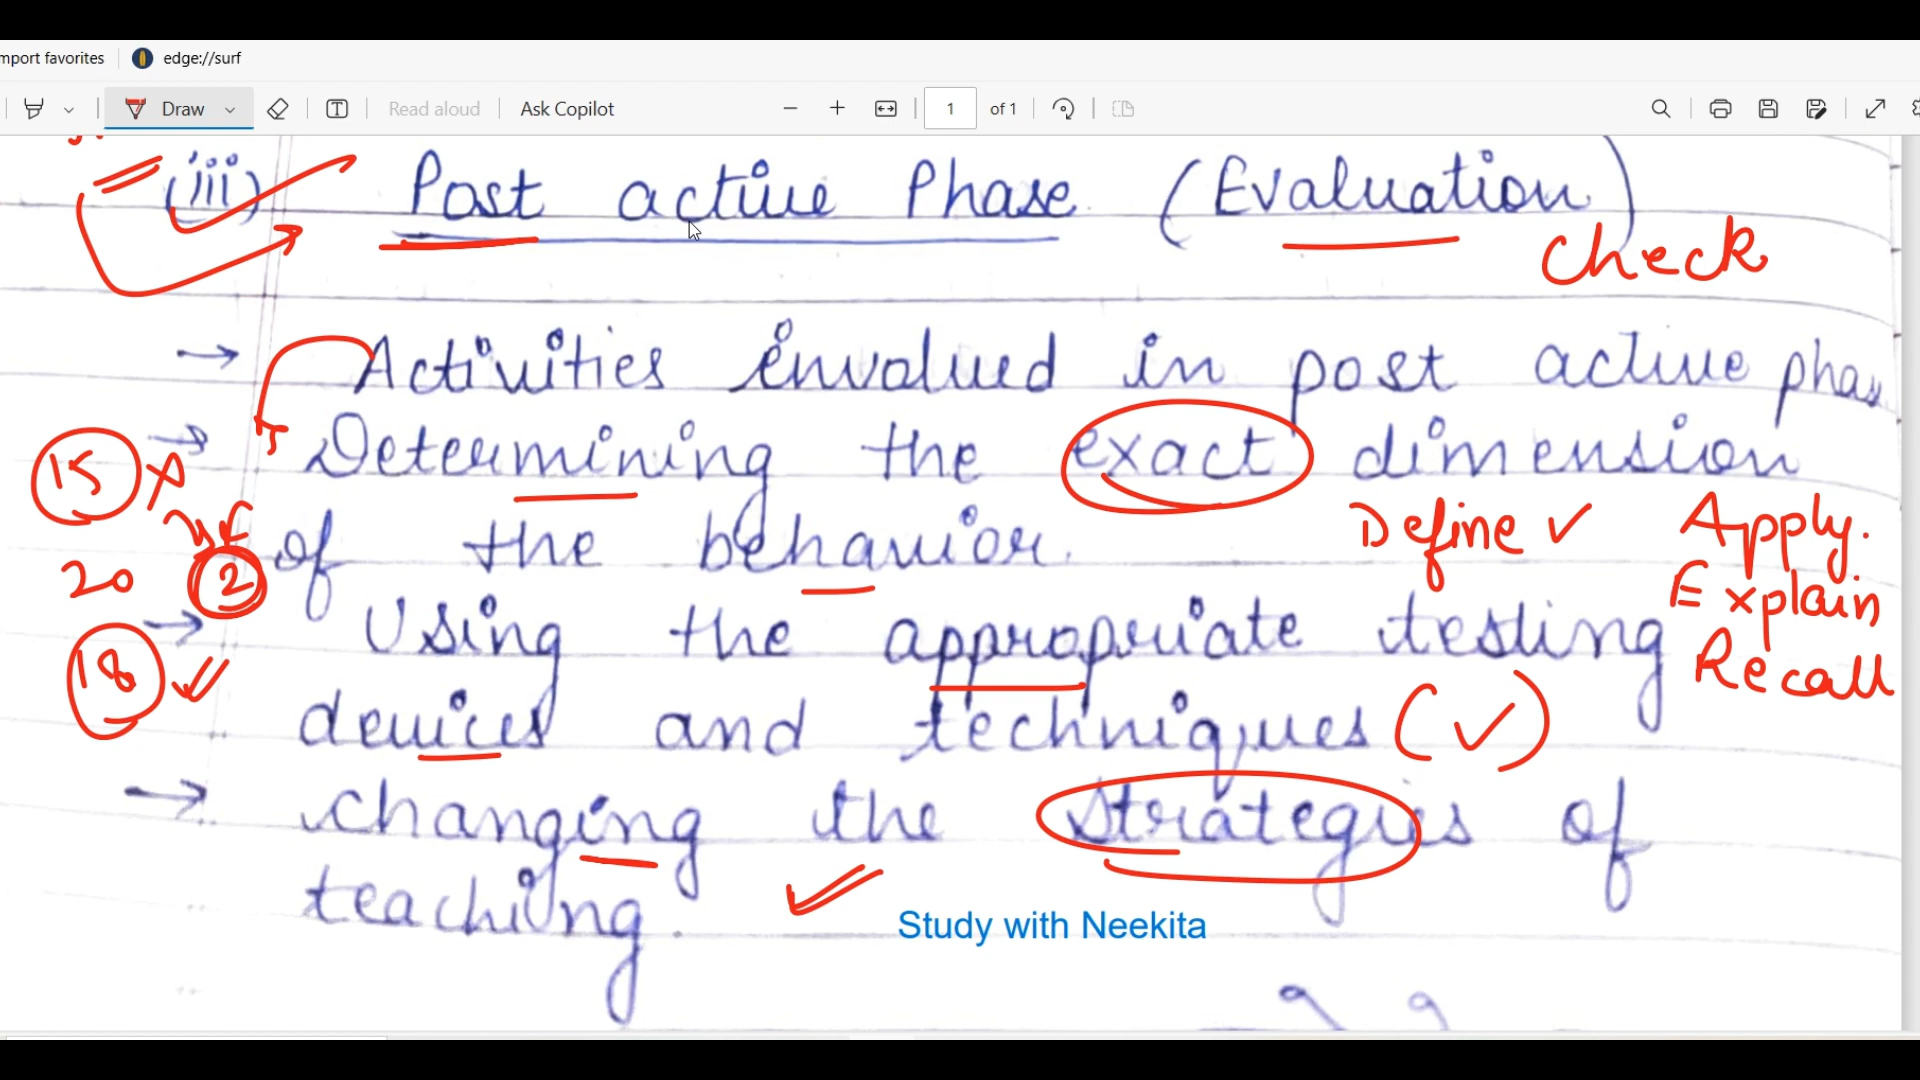 mport favorites edge://surf
Draw Read aloud Ask Copilot 1 of 1
(iii) Post active Phase (Evaluation)
Check
→ Activities involved in post active phas
→ Determining the exact dimension
15
of the behavior.
Define ✓ Apply.
20 2
Explain
→ Using the appropriate testing
Recall
18 ✓
devices and techniques (✓)
→ changing the strategies of
teaching.
Study with Neekita